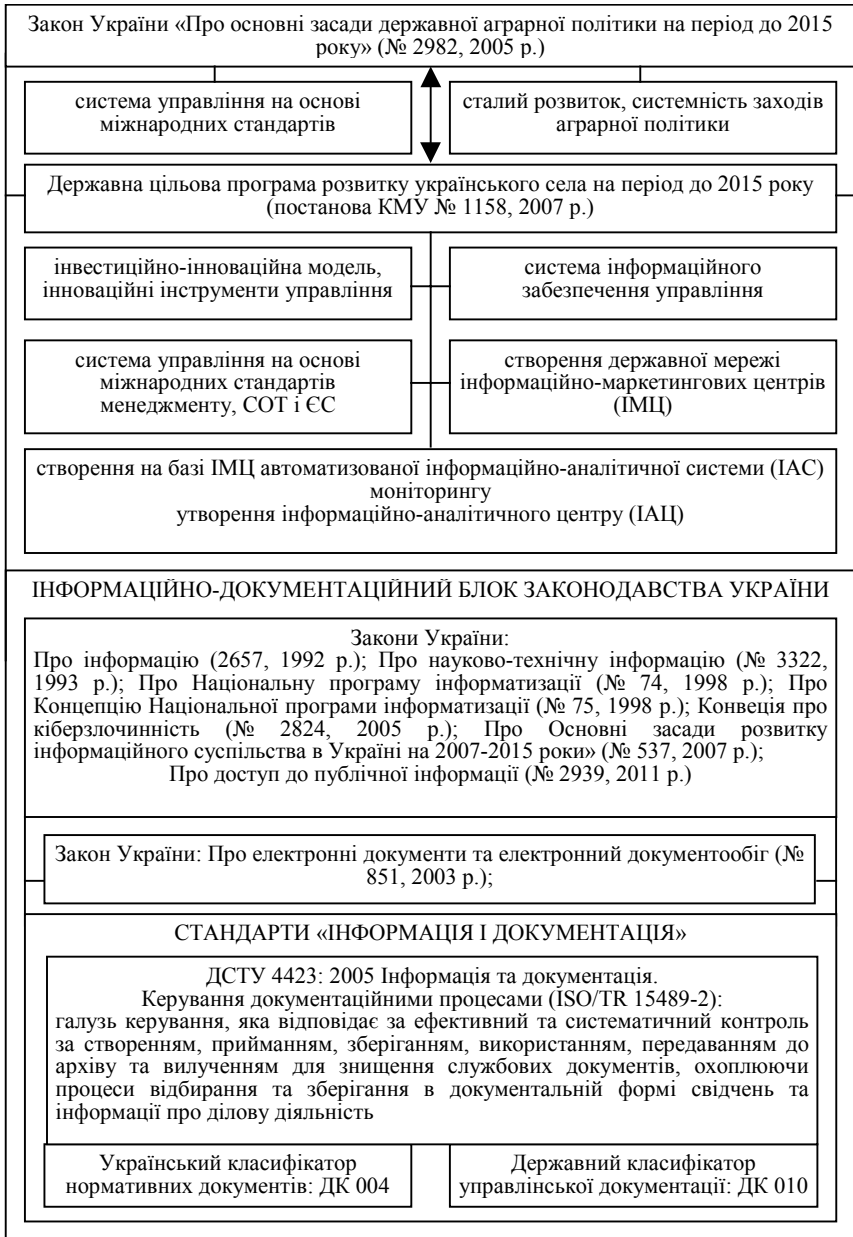 Закон України «Про основні засади державної аграрної політики на період до 2015
року» (№ 2982, 2005 р.)
система управління на основі
міжнародних стандартів
сталий розвиток, системність заходів
аграрної політики
Державна цільова програма розвитку українського села на період до 2015 року
(постанова КМУ № 1158, 2007 р.)
інвестиційно-інноваційна модель,
інноваційні інструменти управління
система інформаційного
забезпечення управління
система управління на основі
міжнародних стандартів
менеджменту, СОТ і ЄС
створення державної мережі
інформаційно-маркетингових центрів
(ІМЦ)
створення на базі ІМЦ автоматизованої інформаційно-аналітичної системи (ІАС)
моніторингу
утворення інформаційно-аналітичного центру (ІАЦ)
ІНФОРМАЦІЙНО-ДОКУМЕНТАЦІЙНИЙ БЛОК ЗАКОНОДАВСТВА УКРАЇНИ
Закони України:
Про інформацію (2657, 1992 р.); Про науково-технічну інформацію (№ 3322,
1993 р.); Про Національну програму інформатизації (№ 74, 1998 р.); Про
Концепцію Національної програми інформатизації (№ 75, 1998 р.); Конвеція про
кіберзлочинність (№ 2824, 2005 р.); Про Основні засади розвитку
інформаційного суспільства в Україні на 2007-2015 роки» (№ 537, 2007 р.);
Про доступ до публічної інформації (№ 2939, 2011 р.)
Закон України: Про електронні документи та електронний документообіг (№
851, 2003 р.);
СТАНДАРТИ «ІНФОРМАЦІЯ І ДОКУМЕНТАЦІЯ»
ДСТУ 4423: 2005 Інформація та документація.
Керування документаційними процесами (ISO/TR 15489-2):
галузь керування, яка відповідає за ефективний та систематичний контроль
за створенням, прийманням, зберіганням, використанням, передаванням до
архіву та вилученням для знищення службових документів, охоплюючи
процеси відбирання та зберігання в документальній формі свідчень та
інформації про ділову діяльність
Український класифікатор
нормативних документів: ДК 004
Державний класифікатор
управлінської документації: ДК 010